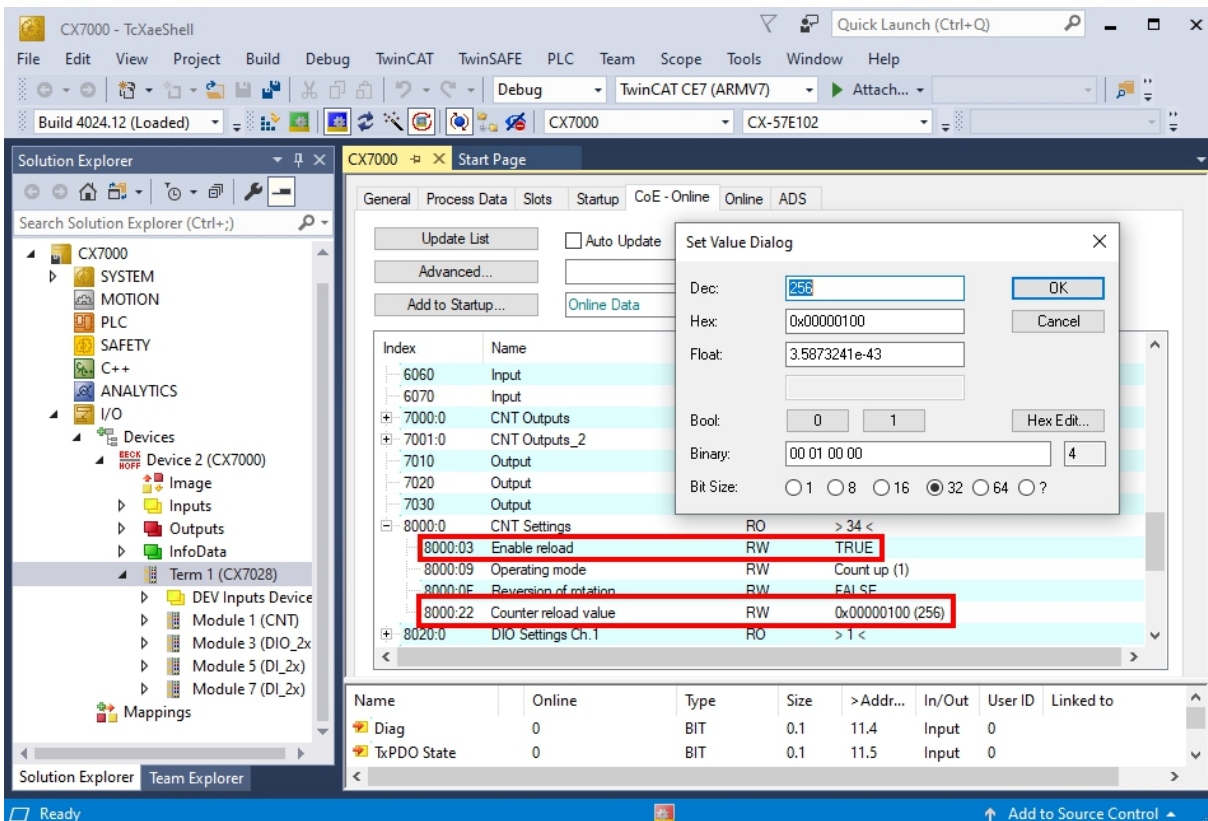 CX7000 - TcXaeShell
Quick Launch (Ctrl+Q)
File Edit View Project Build Debug TwinCAT TwinSAFE PLC Team Scope Tools Window Help
Debug TwinCAT CE7 (ARMV7) Attach...
Build 4024.12 (Loaded) CX7000 CX-57E102
Solution Explorer
Search Solution Explorer (Ctrl+;)
CX7000
SYSTEM
MOTION
PLC
SAFETY
C++
ANALYTICS
I/O
Devices
BECK HOFF Device 2 (CX7000)
Image
Inputs
Outputs
InfoData
Term 1 (CX7028)
DEV Inputs Device
Module 1 (CNT)
Module 3 (DIO_2x
Module 5 (DI_2x)
Module 7 (DI_2x)
Mappings
Solution Explorer Team Explorer
CX7000 Start Page
General Process Data Slots Startup CoE - Online Online ADS
Update List Auto Update
Advanced...
Add to Startup... Online Data
Index Name
6060 Input
6070 Input
7000:0 CNT Outputs
7001:0 CNT Outputs_2
7010 Output
7020 Output
7030 Output
8000:0 CNT Settings RO > 34 <
8000:03 Enable reload RW TRUE
8000:09 Operating mode RW Count up (1)
8000:0E Reversion of rotation RW FALSE
8000:22 Counter reload value RW 0x00000100 (256)
8020:0 DIO Settings Ch.1 RO > 1 <
Set Value Dialog
Dec: 256 OK
Hex: 0x00000100 Cancel
Float: 3.5873241e-43
Bool: 0 1 Hex Edit...
Binary: 00 01 00 00 4
Bit Size: 1 8 16 32 64 ?
Name Online Type Size >Addr... In/Out User ID Linked to
Diag 0 BIT 0.1 11.4 Input 0
TxPDO State 0 BIT 0.1 11.5 Input 0
Ready Add to Source Control